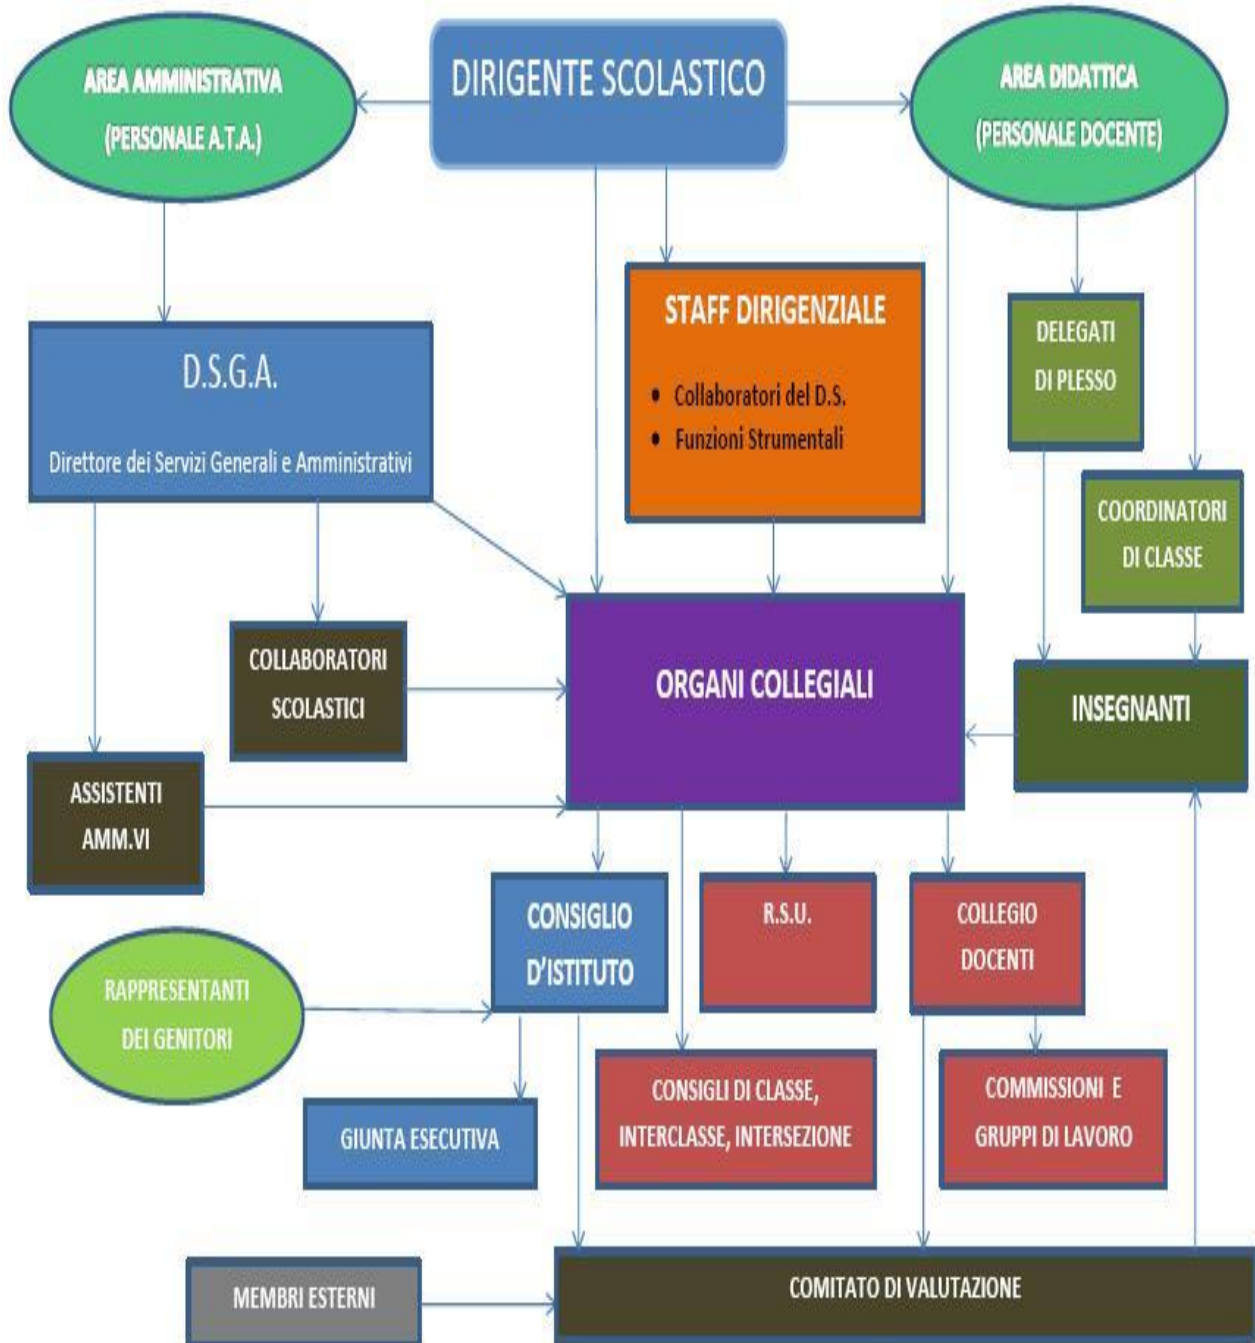 AREA AMMINISTRATIVA
(PERSONALE A.T.A.)
DIRIGENTE SCOLASTICO
AREA DIDATTICA
(PERSONALE DOCENTE)
STAFF DIRIGENZIALE
• Collaboratori del D.S.
• Funzioni Strumentali
DELEGATI
DI PLESSO
D.S.G.A.
Direttore dei Servizi Generali e Amministrativi
COORDINATORI
DI CLASSE
COLLABORATORI
SCOLASTICI
ORGANI COLLEGIALI
INSEGNANTI
ASSISTENTI
AMM.VI
CONSIGLIO
D'ISTITUTO
R.S.U.
COLLEGIO
DOCENTI
RAPPRESENTANTI
DEI GENITORI
GIUNTA ESECUTIVA
CONSIGLI DI CLASSE,
INTERCLASSE, INTERSEZIONE
COMMISSIONI E
GRUPPI DI LAVORO
MEMBRI ESTERNI
COMITATO DI VALUTAZIONE